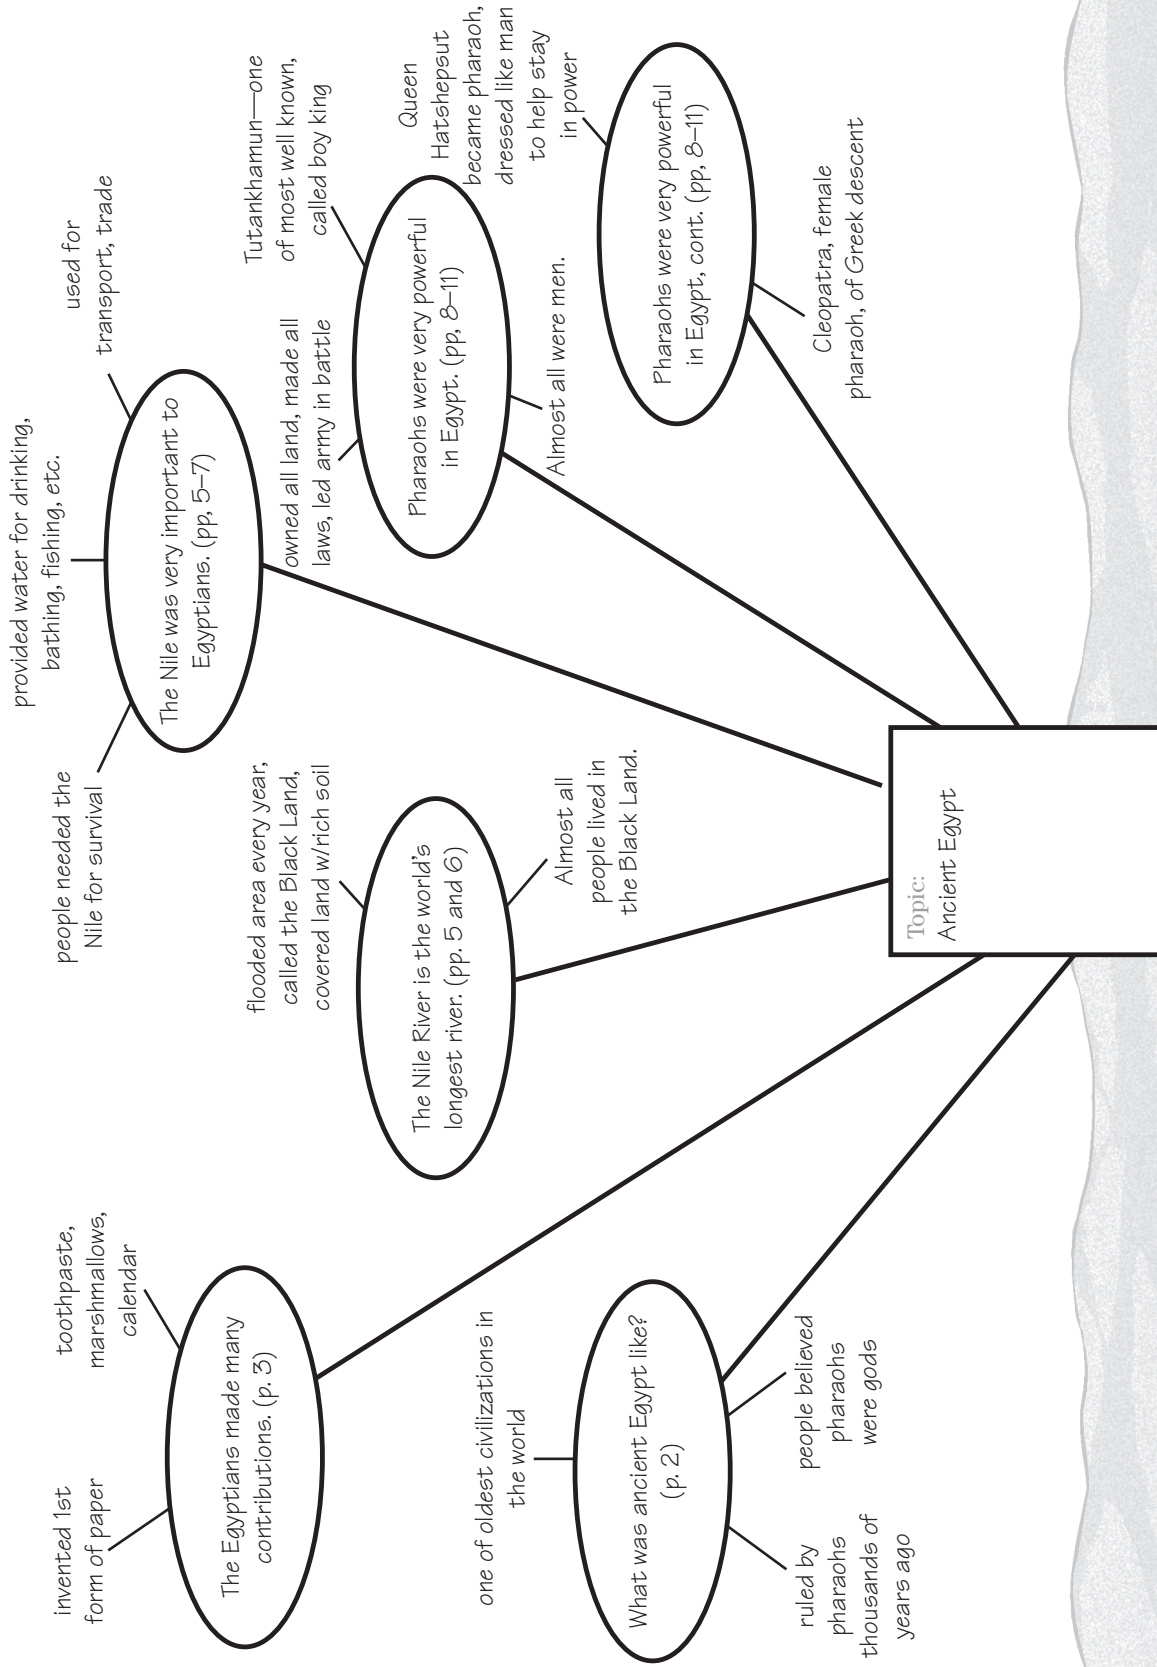 invented 1st
form of paper
toothpaste,
marshmallows,
calendar
The Egyptians made many
contributions. (p. 3)
one of oldest civilizations in
the world
What was ancient Egypt like?
(p. 2)
ruled by
pharaohs
thousands of
years ago
people believed
pharaohs
were gods
flooded area every year,
called the Black Land,
covered land w/rich soil
The Nile River is the world's
longest river. (pp. 5 and 6)
Almost all
people lived in
the Black Land.
people needed the
Nile for survival
provided water for drinking,
bathing, fishing, etc.
used for
transport, trade
The Nile was very important to
Egyptians. (pp, 5–7)
owned all land, made all
laws, led army in battle
Tutankhamun—one
of most well known,
called boy king
Pharaohs were very powerful
in Egypt. (pp, 8–11)
Almost all were men.
Queen
Hatshepsut
became pharaoh,
dressed like man
to help stay
in power
Pharaohs were very powerful
in Egypt, cont. (pp, 8–11)
Cleopatra, female
pharaoh, of Greek descent
Topic:
Ancient Egypt